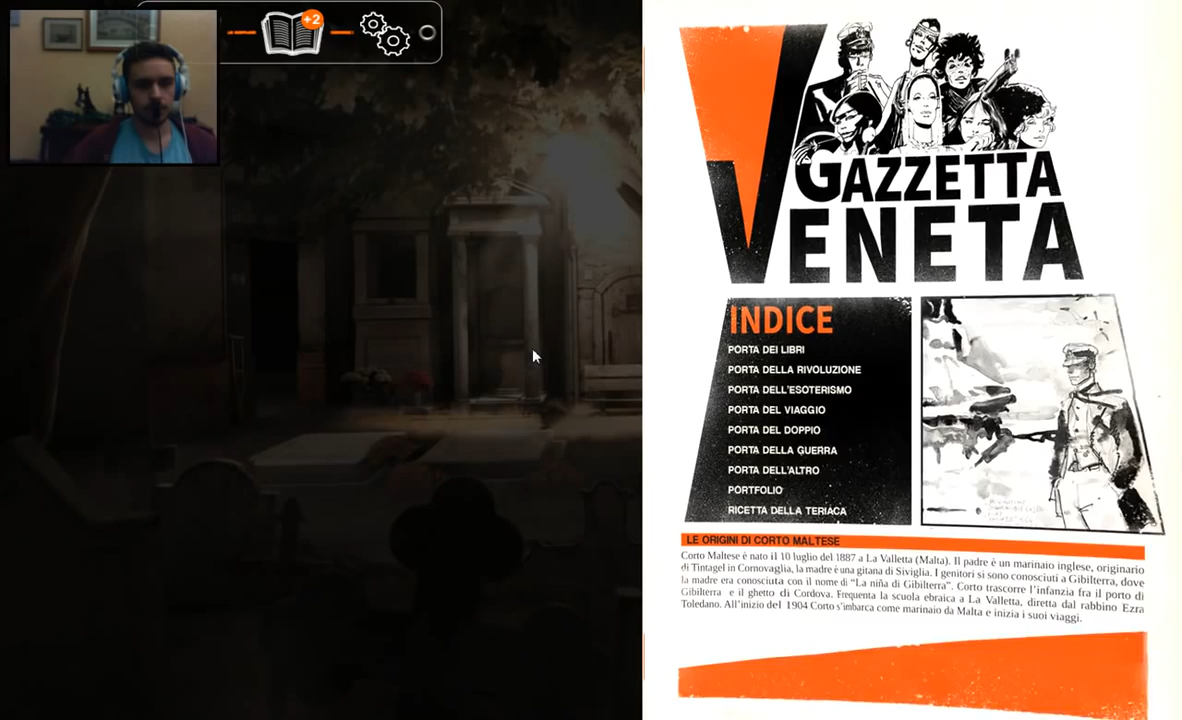 +2
GAZZETTA
VENETA
INDICE
PORTA DEI LIBRI
PORTA DELLA RIVOLUZIONE
PORTA DELL'ESOTERISMO
PORTA DEL VIAGGIO
PORTA DEL DOPPIO
PORTA DELLA GUERRA
PORTA DELL'ALTRO
PORTFOLIO
RICETTA DELLA TERIACA
LE ORIGINI DI CORTO MALTESE
Corto Maltese è nato il 10 luglio del 1887 a La Valletta (Malta). Il padre è un marinaio inglese, originario
di Tintagel in Cornovaglia, la madre è una gitana di Siviglia. I genitori si sono conosciuti a Gibilterra, dove
la madre era conosciuta con il nome di "La niña di Gibilterra". Corto trascorre l'infanzia fra il porto di
Gibilterra e il ghetto di Cordova. Frequenta la scuola ebraica a La Valletta, diretta dal rabbino Ezra
Toledano. All'inizio del 1904 Corto s'imbarca come marinaio da Malta e inizia i suoi viaggi.